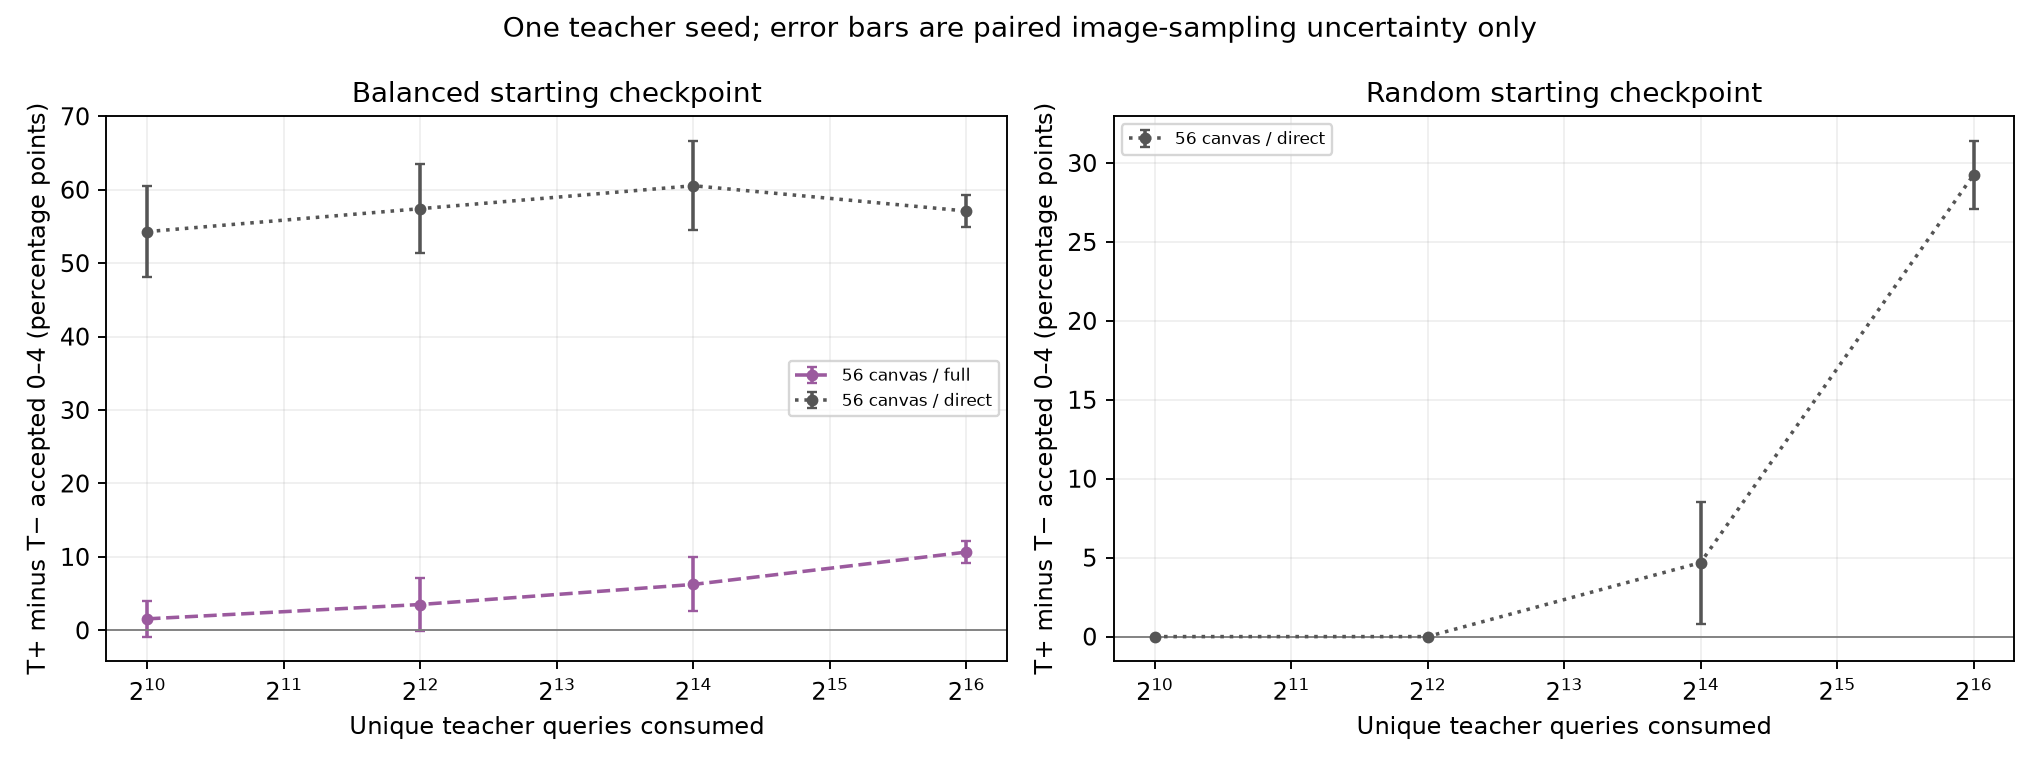 One teacher seed; error bars are paired image-sampling uncertainty only
Balanced starting checkpoint
T+ minus T− accepted 0–4 (percentage points)
70
60
50
40
30
20
10
0
56 canvas / full
56 canvas / direct
2^10
2^11
2^12
2^13
2^14
2^15
2^16
Unique teacher queries consumed
Random starting checkpoint
T+ minus T− accepted 0–4 (percentage points)
56 canvas / direct
30
25
20
15
10
5
0
2^10
2^11
2^12
2^13
2^14
2^15
2^16
Unique teacher queries consumed